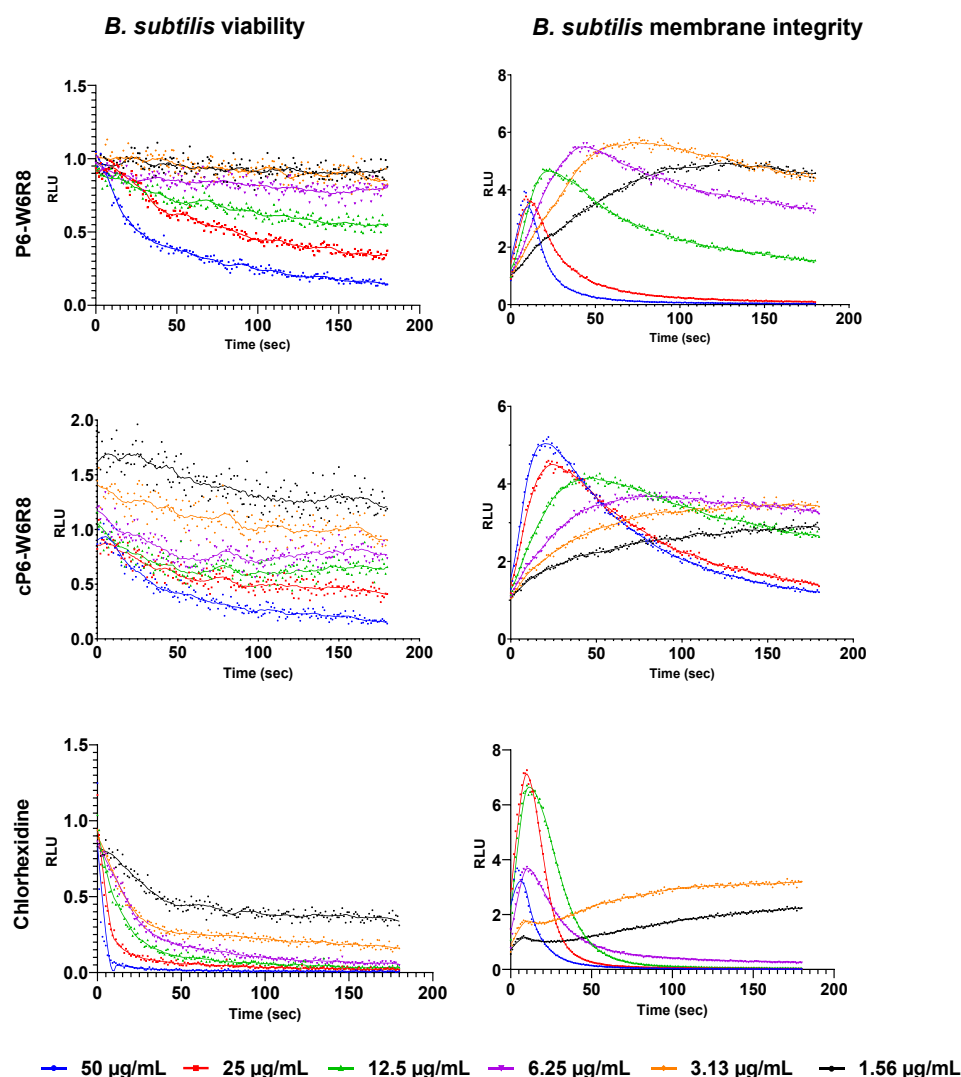 B. subtilis viability
B. subtilis membrane integrity
P6-W6R8
RLU
1.5
1.0
0.5
0.0
0 50 100 150 200
Time (sec)
RLU
8
6
4
2
0
0 50 100 150 200
Time (sec)
cP6-W6R8
RLU
2.0
1.5
1.0
0.5
0.0
0 50 100 150 200
Time (sec)
RLU
6
4
2
0
0 50 100 150 200
Time (sec)
Chlorhexidine
RLU
1.5
1.0
0.5
0.0
0 50 100 150 200
Time (sec)
RLU
8
6
4
2
0
0 50 100 150 200
Time (sec)
50 µg/mL 25 µg/mL 12.5 µg/mL 6.25 µg/mL 3.13 µg/mL 1.56 µg/mL